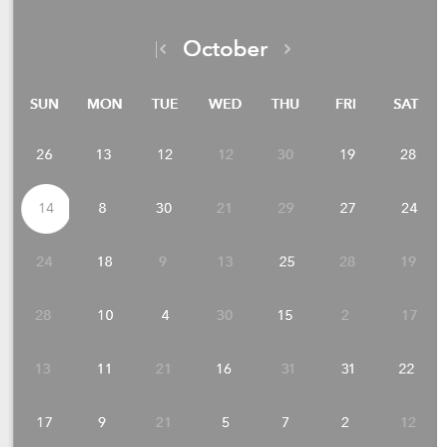 |< October >
SUN MON TUE WED THU FRI SAT
26 13 12 12 30 19 28
14 8 30 21 29 27 24
24 18 9 13 25 28 19
28 10 4 30 15 2 17
13 11 21 16 31 31 22
17 9 21 5 7 2 12